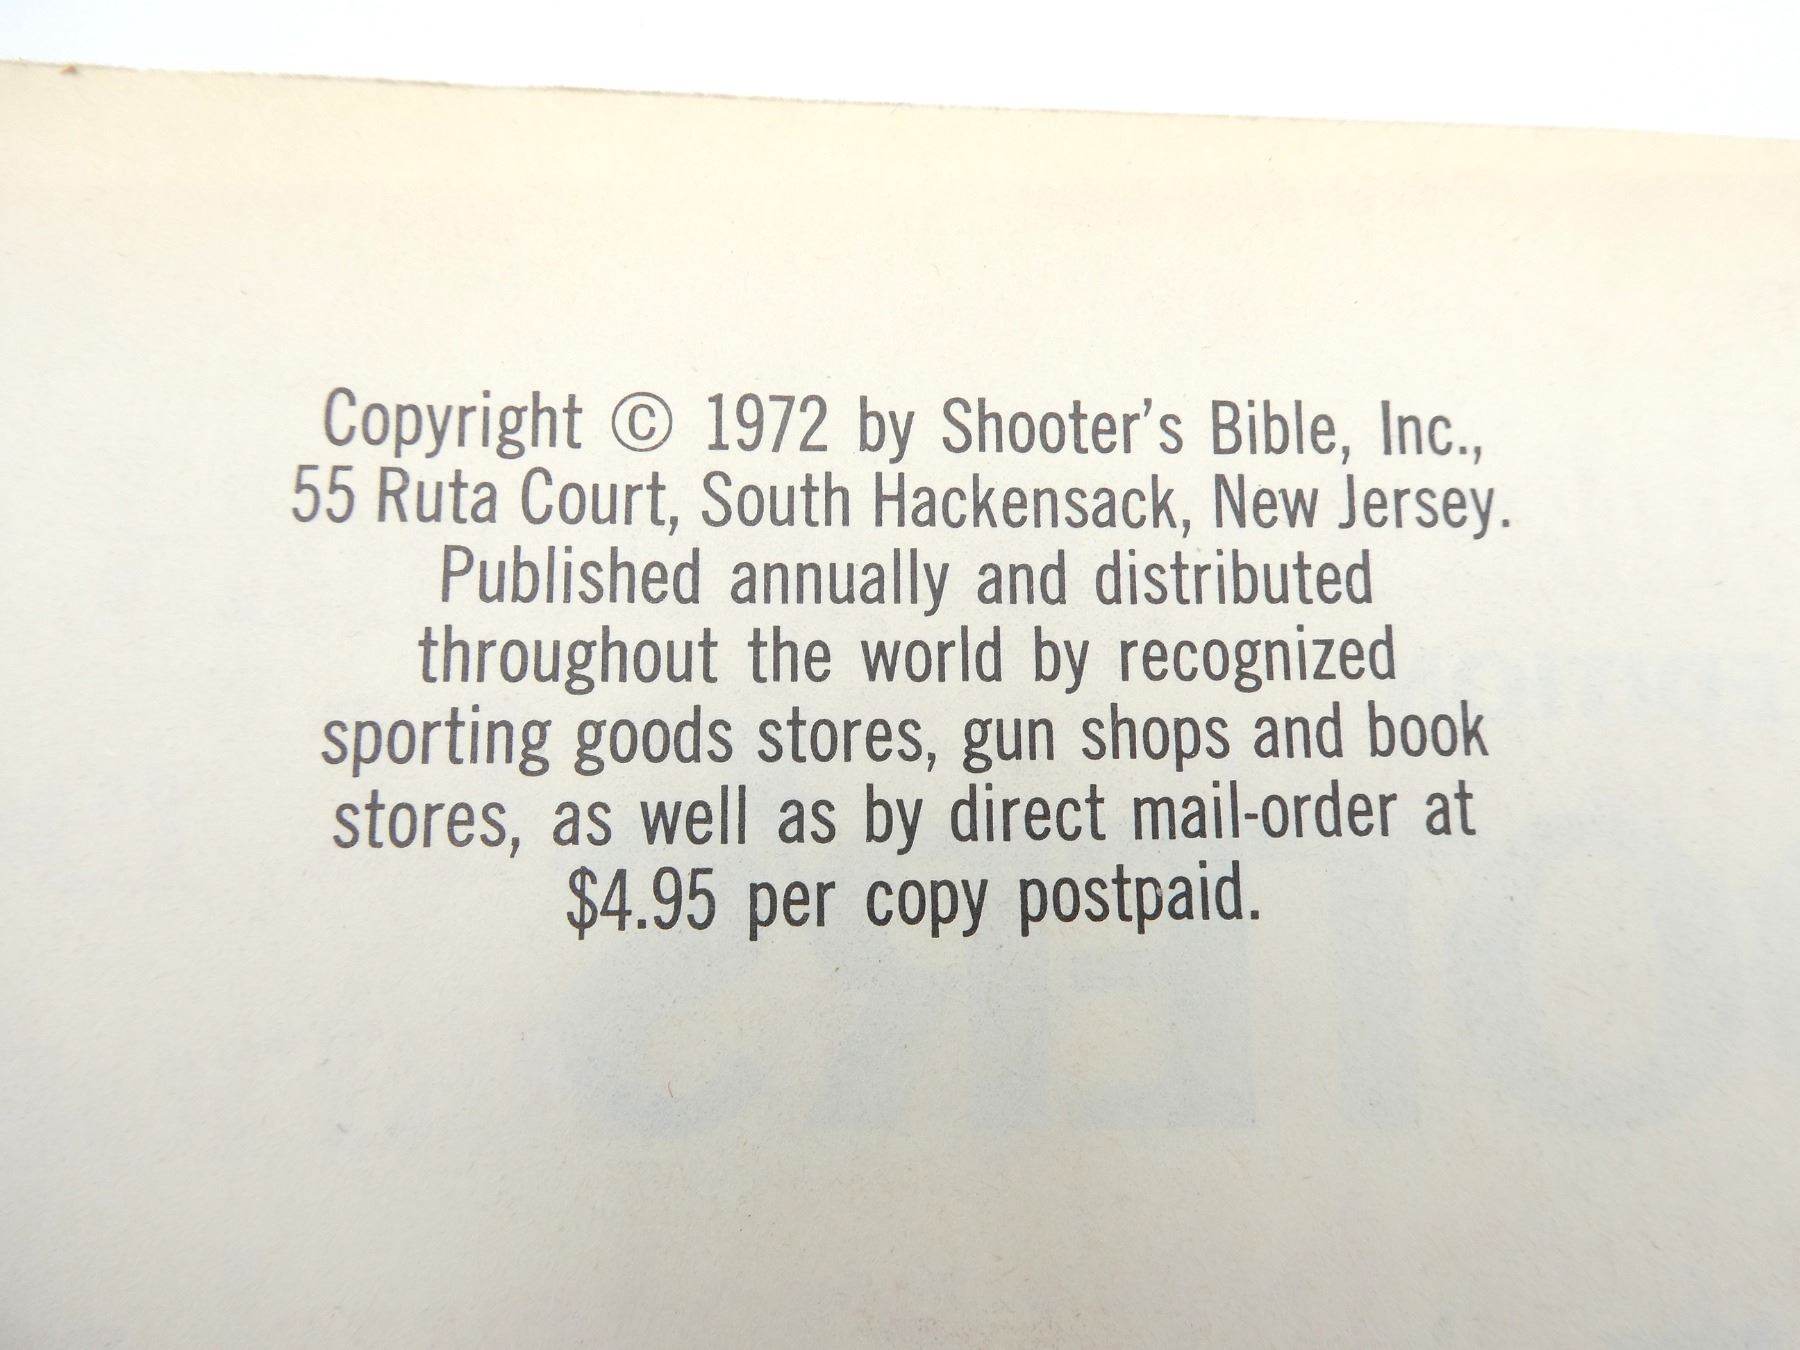 Copyright © 1972 by Shooter's Bible, Inc.,
55 Ruta Court, South Hackensack, New Jersey.
Published annually and distributed
throughout the world by recognized
sporting goods stores, gun shops and book
stores, as well as by direct mail-order at
$4.95 per copy postpaid.